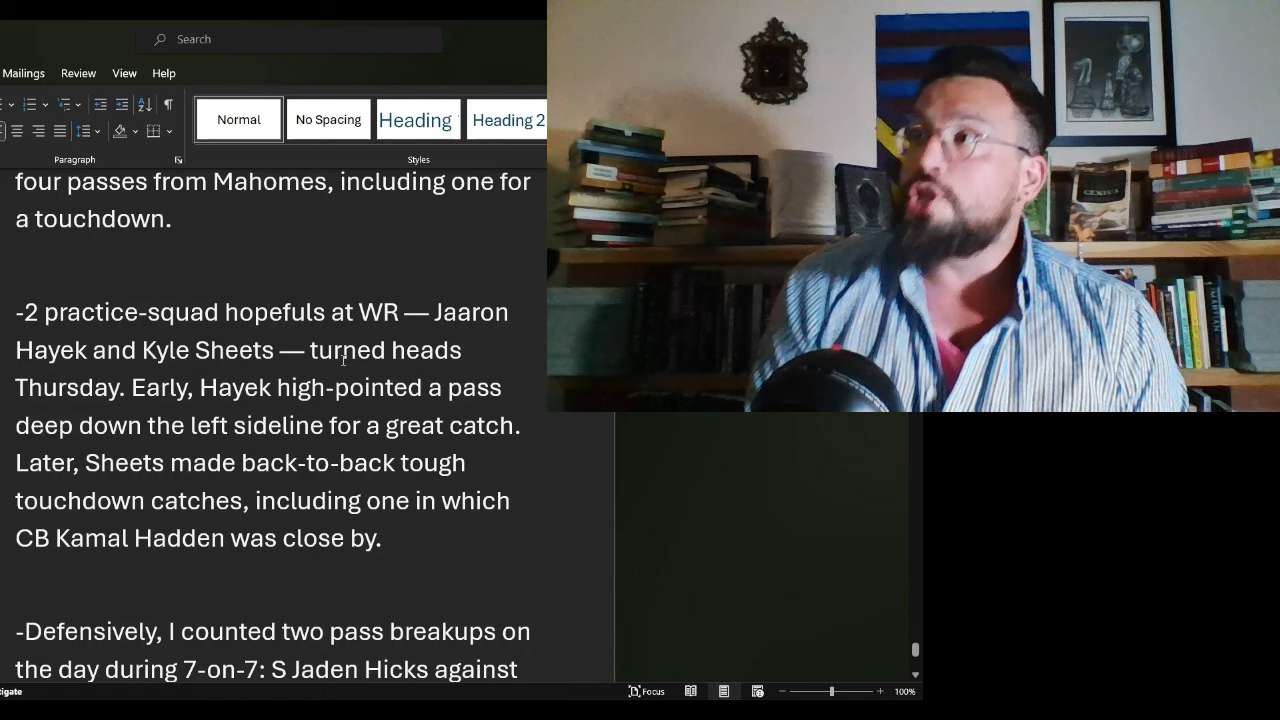 Search
Mailings Review View Help
Normal
No Spacing
Heading
Heading 2
Paragraph
Styles
four passes from Mahomes, including one for
a touchdown.
-2 practice-squad hopefuls at WR — Jaaron
Hayek and Kyle Sheets — turned heads
Thursday. Early, Hayek high-pointed a pass
deep down the left sideline for a great catch.
Later, Sheets made back-to-back tough
touchdown catches, including one in which
CB Kamal Hadden was close by.
-Defensively, I counted two pass breakups on
the day during 7-on-7: S Jaden Hicks against
Focus
100%
GENIUS
MARTIAN